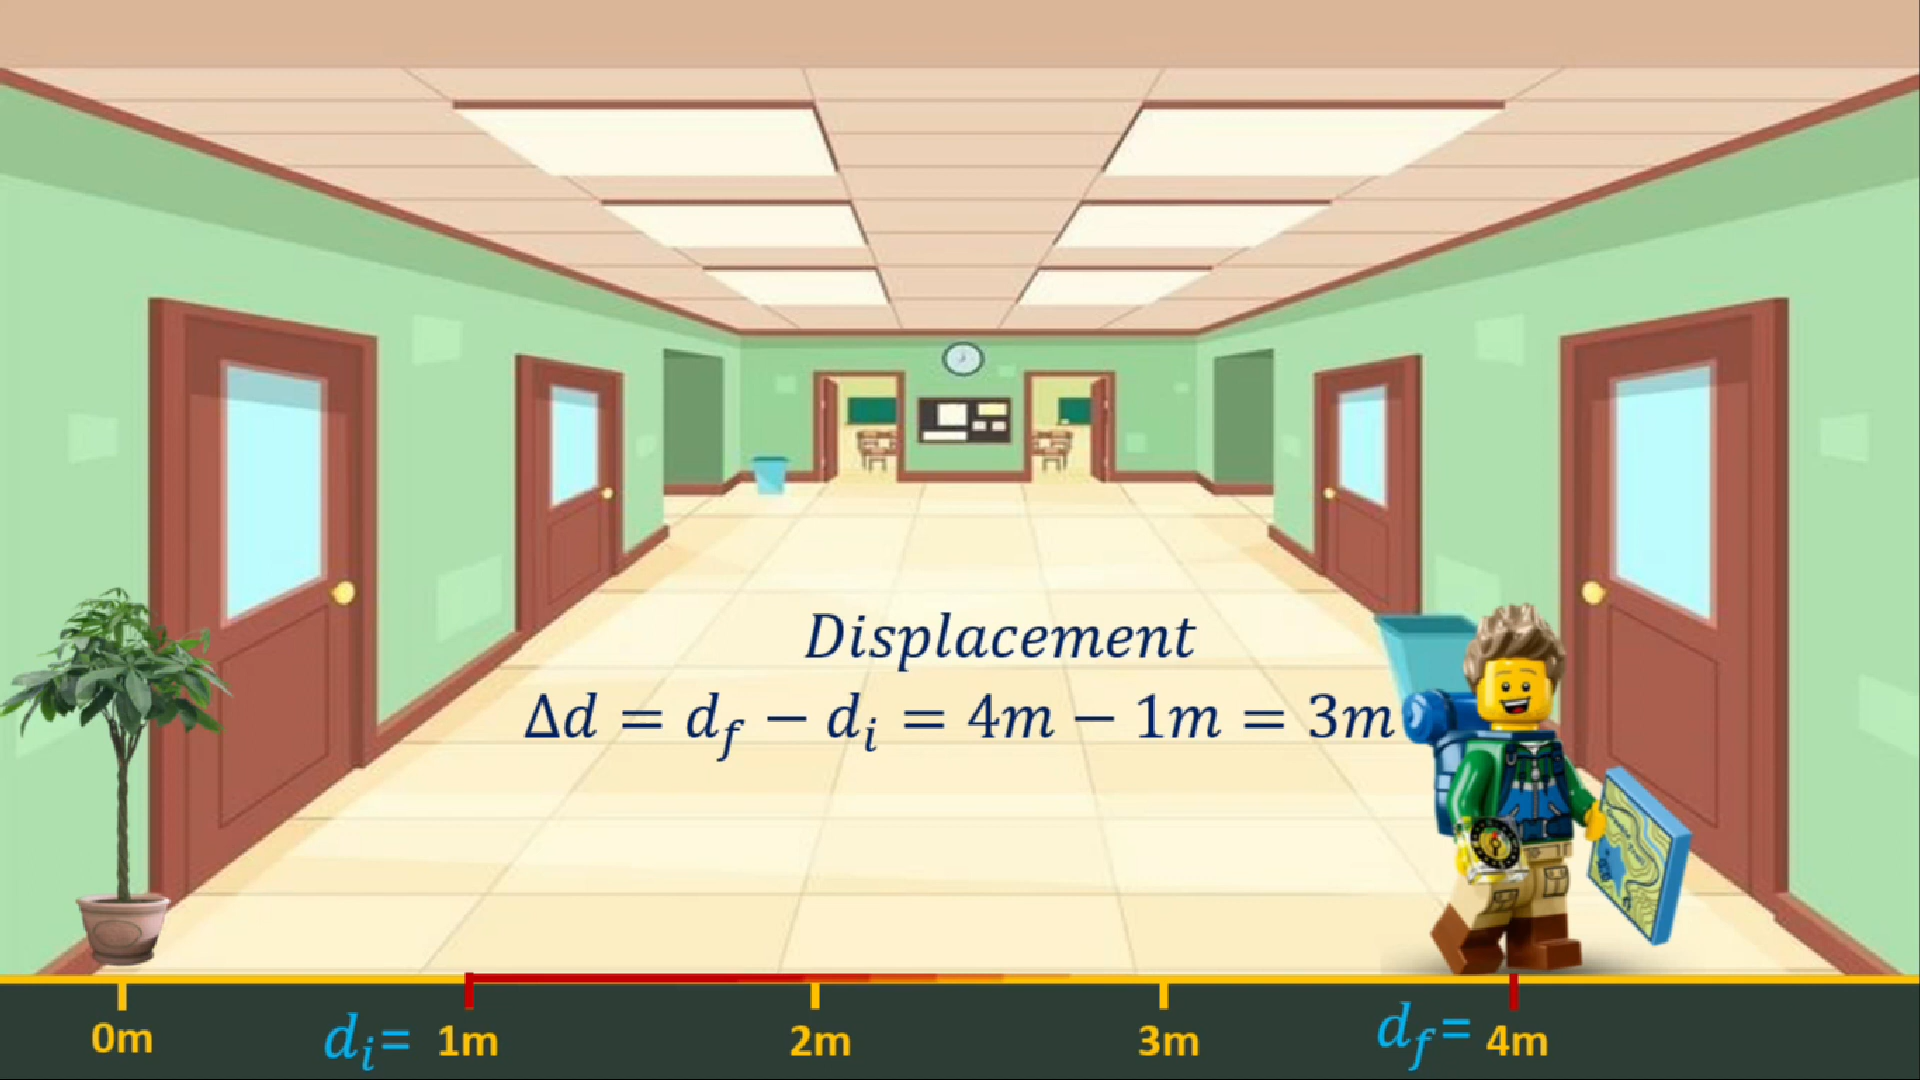 Displacement
Δd = d_f − d_i = 4m − 1m = 3m
0m d_i= 1m 2m 3m d_f= 4m